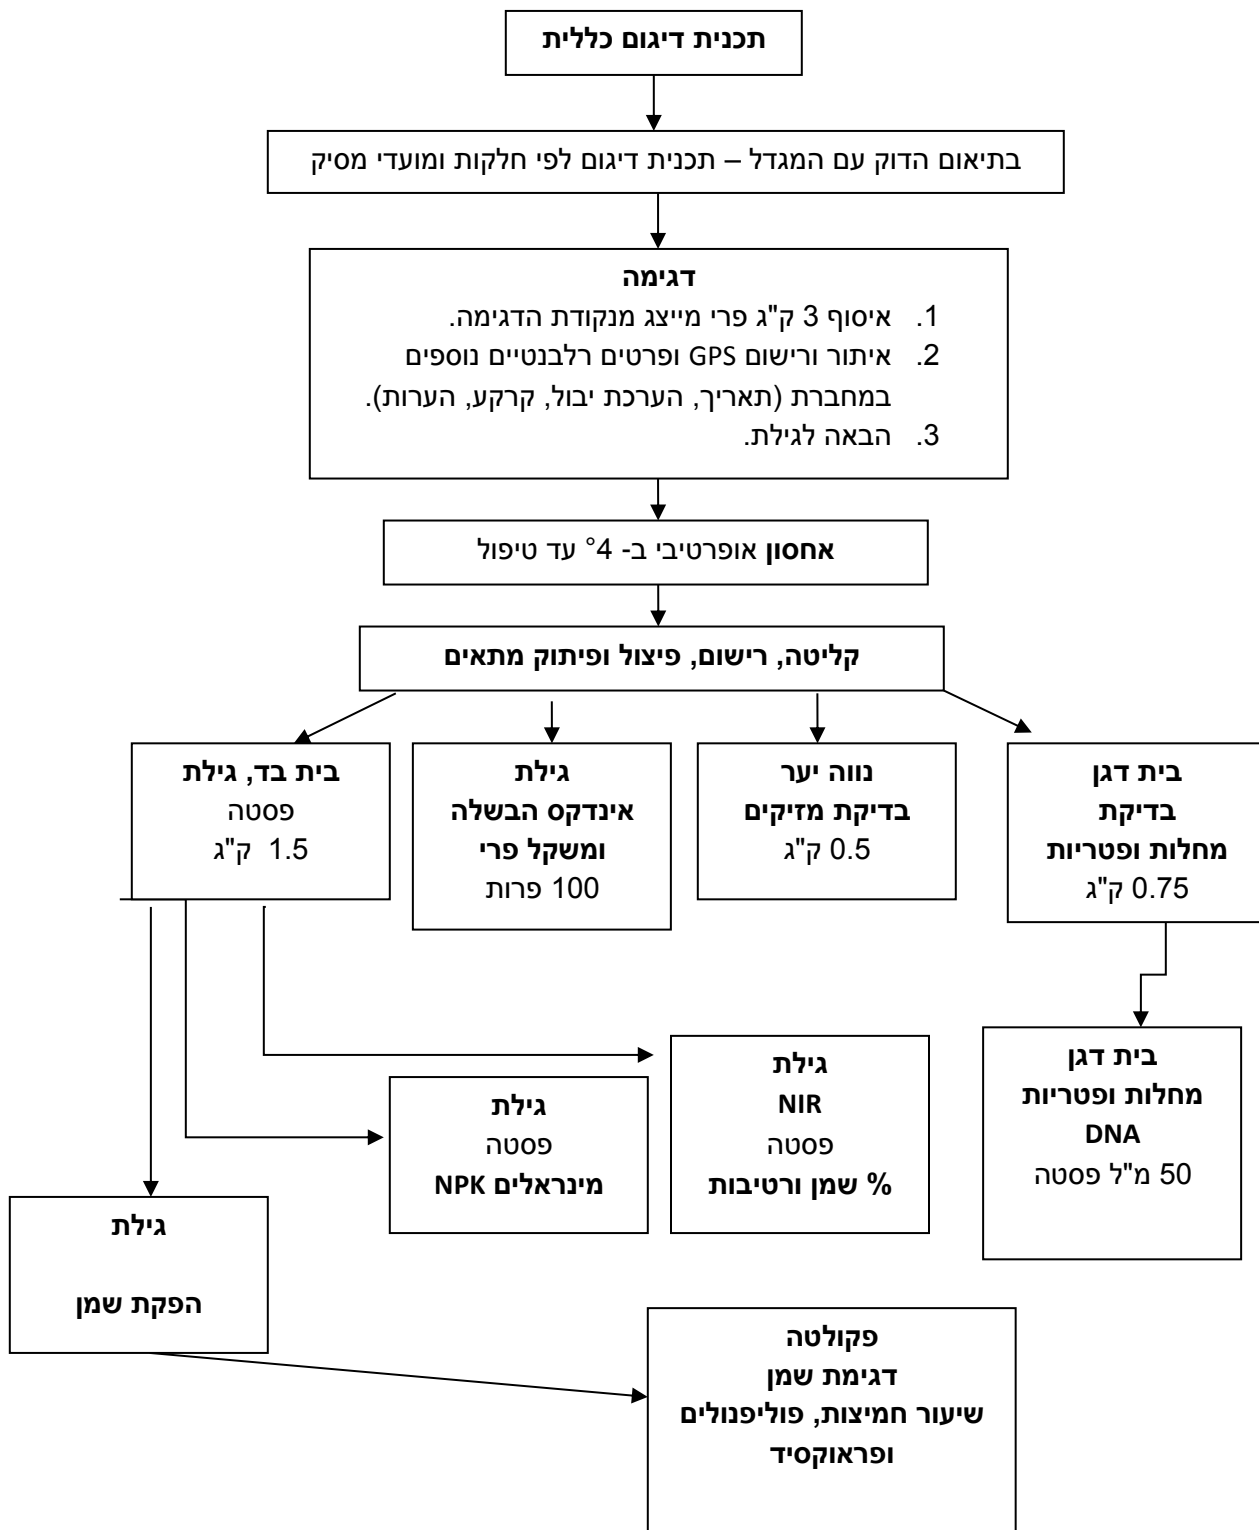 תכנית דיגום כללית
בתיאום הדוק עם המגדל – תכנית דיגום לפי חלקות ומועדי מסיק
דגימה
1. איסוף 3 ק"ג פרי מייצג מנקודת הדגימה.
2. איתור ורישום GPS ופרטים רלבנטיים נוספים
במחברת (תאריך, הערכת יבול, קרקע, הערות).
3. הבאה לגילת.
אחסון אופרטיבי ב- 4° עד טיפול
קליטה, רישום, פיצול ופיתוק מתאים
בית דגן
בדיקת
מחלות ופטריות
0.75 ק"ג
נווה יער
בדיקת מזיקים
0.5 ק"ג
גילת
אינדקס הבשלה
ומשקל פרי
100 פרות
בית בד, גילת
פסטה
1.5 ק"ג
בית דגן
מחלות ופטריות
DNA
50 מ"ל פסטה
גילת
NIR
פסטה
% שמן ורטיבות
גילת
פסטה
מינראלים NPK
גילת
הפקת שמן
פקולטה
דגימת שמן
שיעור חמיצות, פוליפנולים
ופראוקסיד